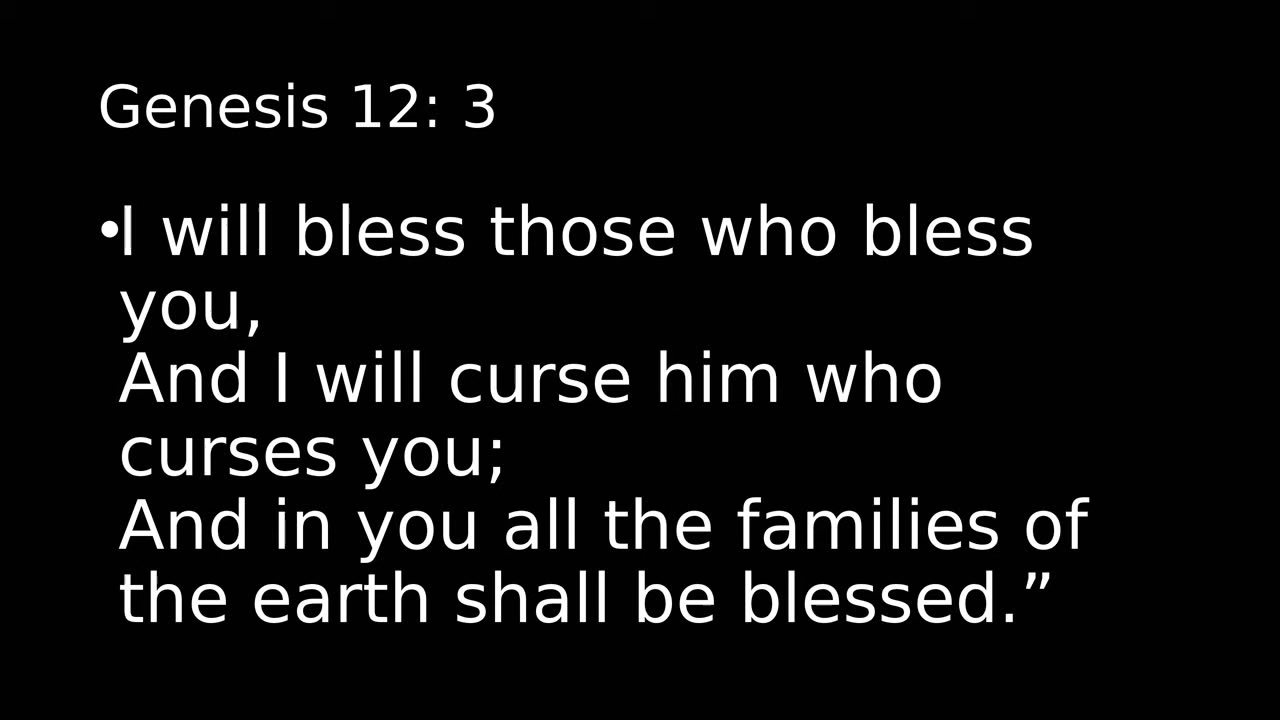 Genesis 12: 3
•I will bless those who bless
you,
And I will curse him who
curses you;
And in you all the families of
the earth shall be blessed.”